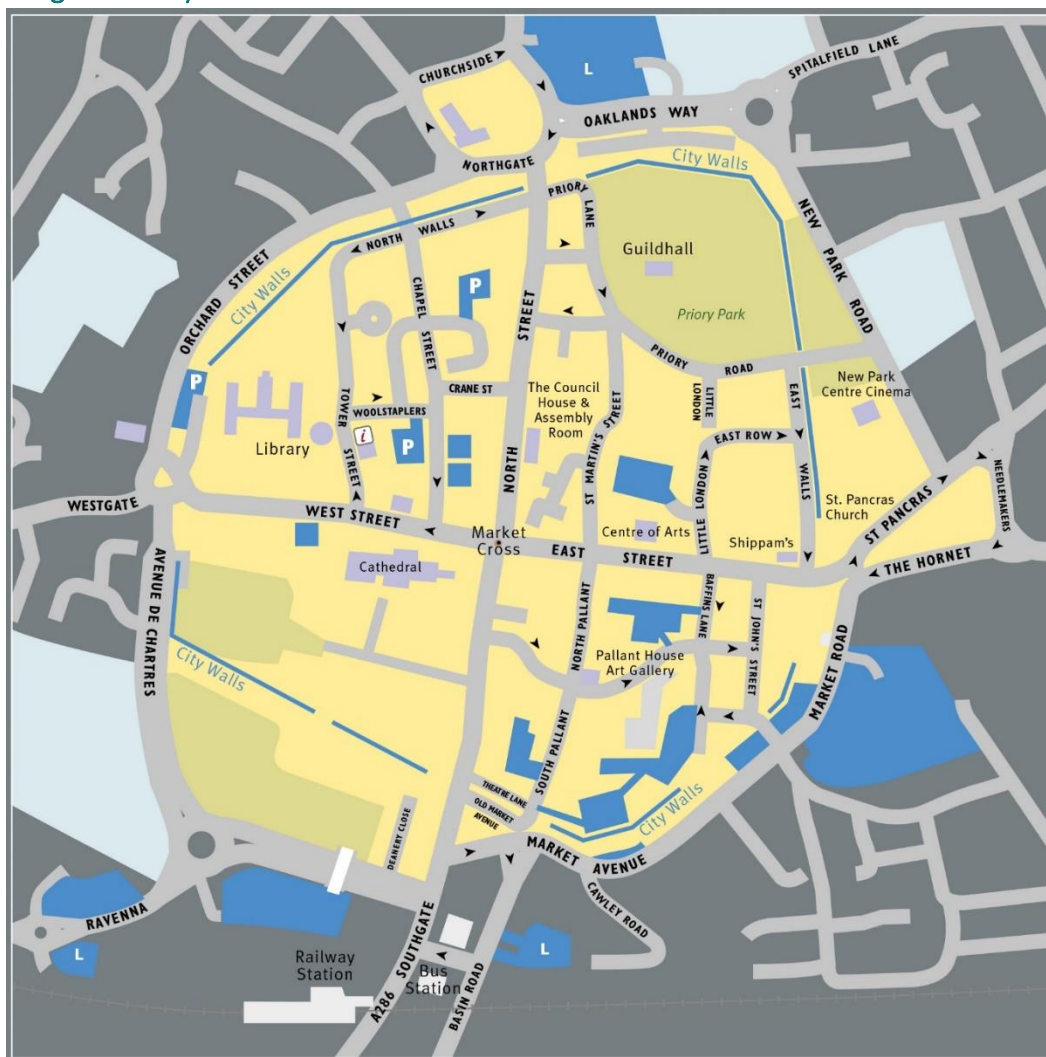 CHURCHSIDE
L
SPITALFIELD LANE
OAKLANDS WAY
NORTHGATE
City Walls
PRIORY
LANE
NORTH WALLS
NEW PARK ROAD
Guildhall
ORCHARD STREET
City Walls
P
CHAPEL STREET
NORTH STREET
Priory Park
PRIORY ROAD
P
CRANE ST
The Council
House &
Assembly
Room
LITTLE
LONDON
New Park
Centre Cinema
TOWER STREET
WOOLSTAPLERS
i
P
Library
ST MARTIN'S STREET
EAST ROW
EAST WALLS
NEEDLEMAKERS
WESTGATE
WEST STREET
LITTLE LONDON
St. Pancras
Church
ST PANCRAS
Market
Cross
Centre of Arts
Shippam's
EAST STREET
THE HORNET
Cathedral
AVENUE DE CHARTRES
BAFFINS LANE
ST JOHN'S STREET
NORTH PALLANT
City Walls
Pallant House
Art Gallery
MARKET ROAD
SOUTH PALLANT
THEATRE LANE
OLD MARKET
AVENUE
City Walls
DEANERY CLOSE
MARKET AVENUE
CAWLEY ROAD
RAVENNA
L
L
A286 SOUTHGATE
Railway
Station
Bus
Station
BASIN ROAD